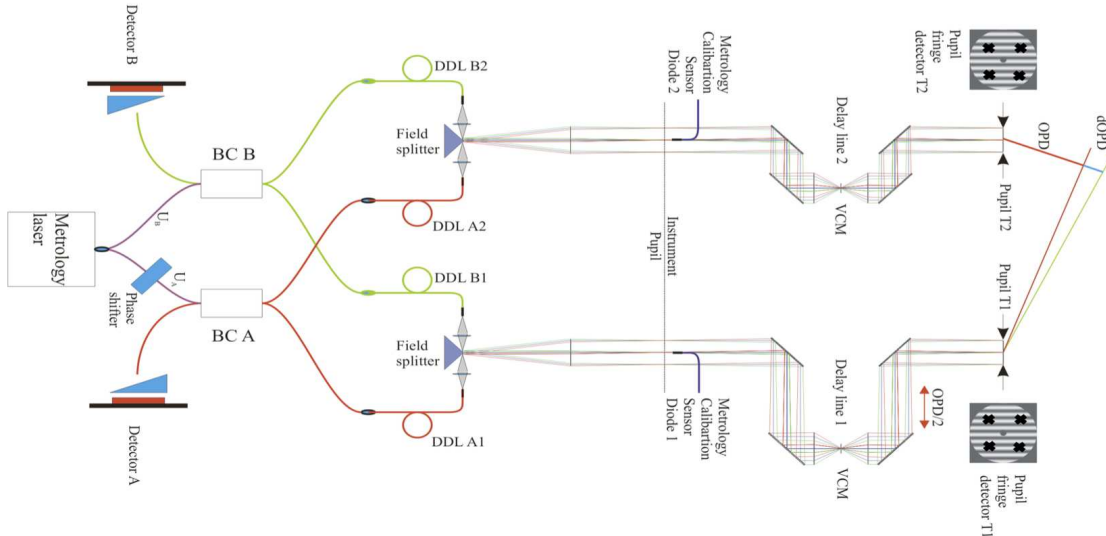 Detector B
DDL B2
Field
splitter
BC B
DDL A2
U_B
Metrology
laser
U_A
Phase
shifter
BC A
DDL B1
Field
splitter
DDL A1
Detector A
Metrology
Calibartion
Sensor
Diode 2
Instrument
Pupil
Metrology
Calibartion
Sensor
Diode 1
Delay line 2
VCM
Delay line 1
OPD/2
VCM
Pupil
fringe
detector T2
OPD
dOPD
Pupil T2
Pupil T1
Pupil
fringe
detector T1